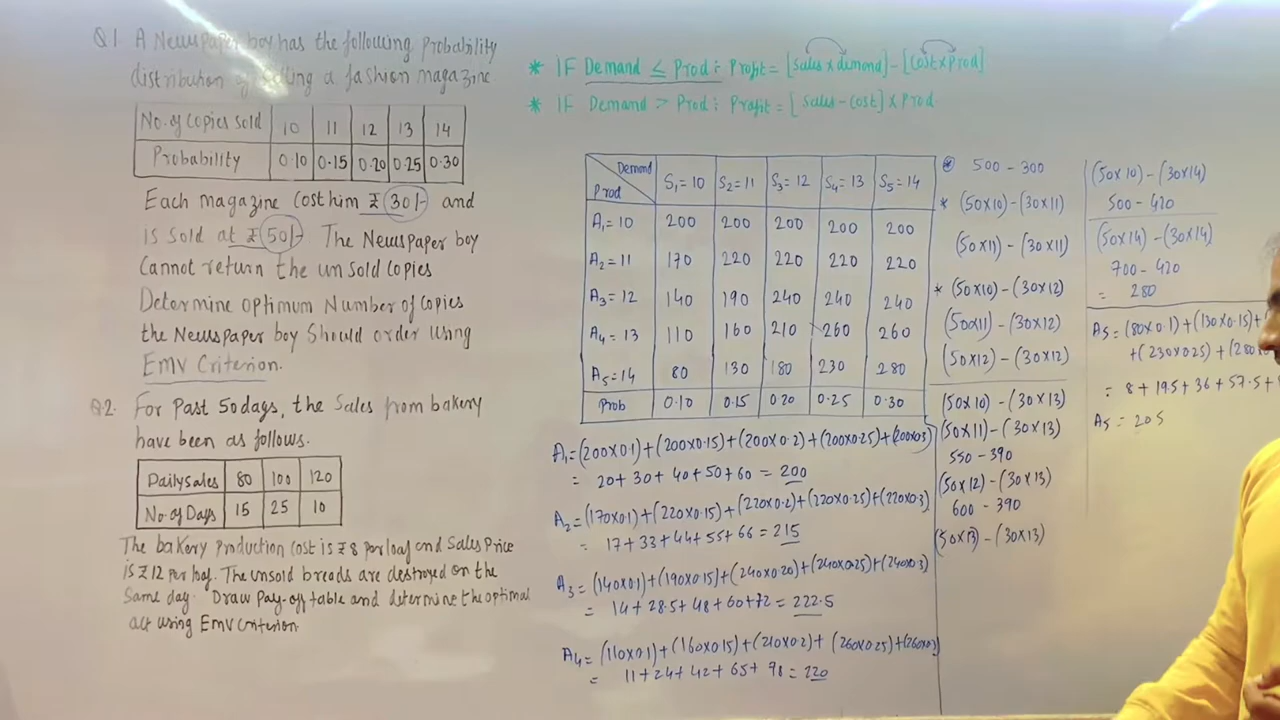 Q1. A Newspaper boy has the following Probability
distribution of selling a fashion magazine
No. of Copies Sold 10 11 12 13 14
Probability 0.10 0.15 0.20 0.25 0.30
Each magazine Cost him ₹ 30/- and
is Sold at ₹ 50/- The Newspaper boy
Cannot return the unsold Copies
Determine optimum Number of Copies
the Newspaper boy Should order using
EMV Criterion.
Q.2. For Past 50 days, the Sales from bakery
have been as follows.
Daily Sales 80 100 120
No. of Days 15 25 10
The bakery Production Cost is ₹ 8 Per loaf and Sales Price
is ₹ 12 Per loaf. The unsold breads are destroyed on the
Same day. Draw Pay-off table and determine the optimal
act using Emv Criterion.
* IF Demand ≤ Prod : Profit = [Sales × demand] - [Cost × Prod]
* IF Demand > Prod : Profit = [Sales - Cost] × Prod
Demand
Prod S₁ = 10 S₂ = 11 S₃ = 12 S₄ = 13 S₅ = 14
A₁ = 10 200 200 200 200 200
A₂ = 11 170 220 220 220 220
A₃ = 12 140 190 240 240 240
A₄ = 13 110 160 210 260 260
A₅ = 14 80 130 180 230 280
Prob 0.10 0.15 0.20 0.25 0.30
A₁ = (200×0.1) + (200×0.15) + (200×0.2) + (200×0.25) + (200×0.3
= 20 + 30 + 40 + 50 + 60 = 200
A₂ = (170×0.1) + (220×0.15) + (220×0.2) + (220×0.25) + (220×0.3)
= 17 + 33 + 44 + 55 + 66 = 215
A₃ = (140×0.1) + (190×0.15) + (240×0.20) + (240×0.25) + (240×0.3)
= 14 + 28.5 + 48 + 60 + 72 = 222.5
A₄ = (110×0.1) + (160×0.15) + (210×0.2) + (260×0.25) + (260×0.3)
11 + 24 + 42 + 65 + 98 = 220
* 500 - 300
* (50×10) - (30×11)
(50×11) - (30×11)
* (50×10) - (30×12)
(50×11) - (30×12)
(50×12) - (30×12)
(50×10) - (30×13)
(50×11) - (30×13)
550 - 390
(50×12) - (30×13)
600 - 390
(50×13) - (30×13)
(50×10) - (30×14)
500 - 420
(50×14) - (30×14)
700 - 420
= 280
A₅ = (80×0.1) + (130×0.15) +
+ (230×0.25) + (280×
= 8 + 19.5 + 36 + 57.5 +
A₅ = 205